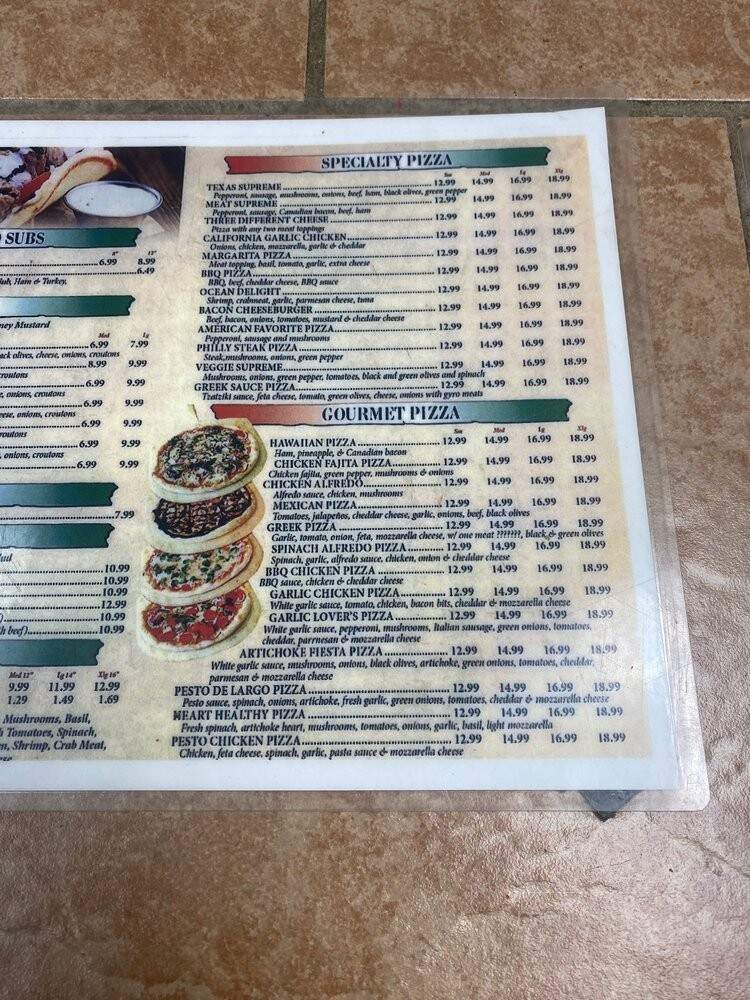 O SUBS
8" 12"
6.99 8.99
6.49
Ham & Turkey,
ney Mustard
Med Lg
6.99 7.99
ack olives, cheese, onions, croutons
8.99 9.99
croutons
6.99 9.99
e, onions, croutons
6.99 9.99
eese, onions, croutons
6.99 9.99
routons
6.99 9.99
, onions, croutons
6.99 9.99
7.99
10.99
10.99
10.99
12.99
10.99
h beef) 10.99
Med 12" Lg 14" Xlg 16"
9.99 11.99 12.99
1.29 1.49 1.69
Mushrooms, Basil,
h Tomatoes, Spinach,
en, Shrimp, Crab Meat,
SPECIALTY PIZZA
Sm Med Lg Xlg
TEXAS SUPREME 12.99 14.99 16.99 18.99
Pepperoni, sausage, mushrooms, onions, beef, ham, black olives, green pepper
MEAT SUPREME 12.99 14.99 16.99 18.99
Pepperoni, sausage, Canadian bacon, beef, ham
THREE DIFFERENT CHEESE 12.99 14.99 16.99 18.99
Pizza with any two meat toppings
CALIFORNIA GARLIC CHICKEN 12.99 14.99 16.99 18.99
Onions, chicken, mozzarella, garlic & cheddar
MARGARITA PIZZA 12.99 14.99 16.99 18.99
Meat topping, basil, tomato, garlic, extra cheese
BBQ PIZZA 12.99 14.99 16.99 18.99
BBQ, beef, cheddar cheese, BBQ sauce
OCEAN DELIGHT 12.99 14.99 16.99 18.99
Shrimp, crabmeat, garlic, parmesan cheese, tuna
BACON CHEESEBURGER 12.99 14.99 16.99 18.99
Beef, bacon, onions, tomatoes, mustard & cheddar cheese
AMERICAN FAVORITE PIZZA 12.99 14.99 16.99 18.99
Pepperoni, sausage and mushrooms
PHILLY STEAK PIZZA 12.99 14.99 16.99 18.99
Steak,mushrooms, onions, green pepper
VEGGIE SUPREME 12.99 14.99 16.99 18.99
Mushrooms, onions, green pepper, tomatoes, black and green olives and spinach
GREEK SAUCE PIZZA 12.99 14.99 16.99 18.99
Tzatziki sauce, feta cheese, tomato, green olives, cheese, onions with gyro meats
GOURMET PIZZA
Sm Med Lg Xlg
HAWAIIAN PIZZA 12.99 14.99 16.99 18.99
Ham, pineapple, & Canadian bacon
CHICKEN FAJITA PIZZA 12.99 14.99 16.99 18.99
Chicken fajita, green pepper, mushrooms & onions
CHICKEN ALFREDO 12.99 14.99 16.99 18.99
Alfredo sauce, chicken, mushrooms
MEXICAN PIZZA 12.99 14.99 16.99 18.99
Tomatoes, jalapeños, cheddar cheese, garlic, onions, beef, black olives
GREEK PIZZA 12.99 14.99 16.99 18.99
Garlic, tomato, onion, feta, mozzarella cheese, w/ one meat ???????, black & green olives
SPINACH ALFREDO PIZZA 12.99 14.99 16.99 18.99
Spinach, garlic, alfredo sauce, chicken, onion & cheddar cheese
BBQ CHICKEN PIZZA 12.99 14.99 16.99 18.99
BBQ sauce, chicken & cheddar cheese
GARLIC CHICKEN PIZZA 12.99 14.99 16.99 18.99
White garlic sauce, tomato, chicken, bacon bits, cheddar & mozzarella cheese
GARLIC LOVER'S PIZZA 12.99 14.99 16.99 18.99
White garlic sauce, pepperoni, mushrooms, Italian sausage, green onions, tomatoes,
cheddar, parmesan & mozzarella cheese
ARTICHOKE FIESTA PIZZA 12.99 14.99 16.99 18.99
White garlic sauce, mushrooms, onions, black olives, artichoke, green onions, tomatoes, cheddar,
parmesan & mozzarella cheese
PESTO DE LARGO PIZZA 12.99 14.99 16.99 18.99
Pesto sauce, spinach, onions, artichoke, fresh garlic, green onions, tomatoes, cheddar & mozzarella cheese
HEART HEALTHY PIZZA 12.99 14.99 16.99 18.99
Fresh spinach, artichoke heart, mushrooms, tomatoes, onions, garlic, basil, light mozzarella
PESTO CHICKEN PIZZA 12.99 14.99 16.99 18.99
Chicken, feta cheese, spinach, garlic, pasta sauce & mozzarella cheese